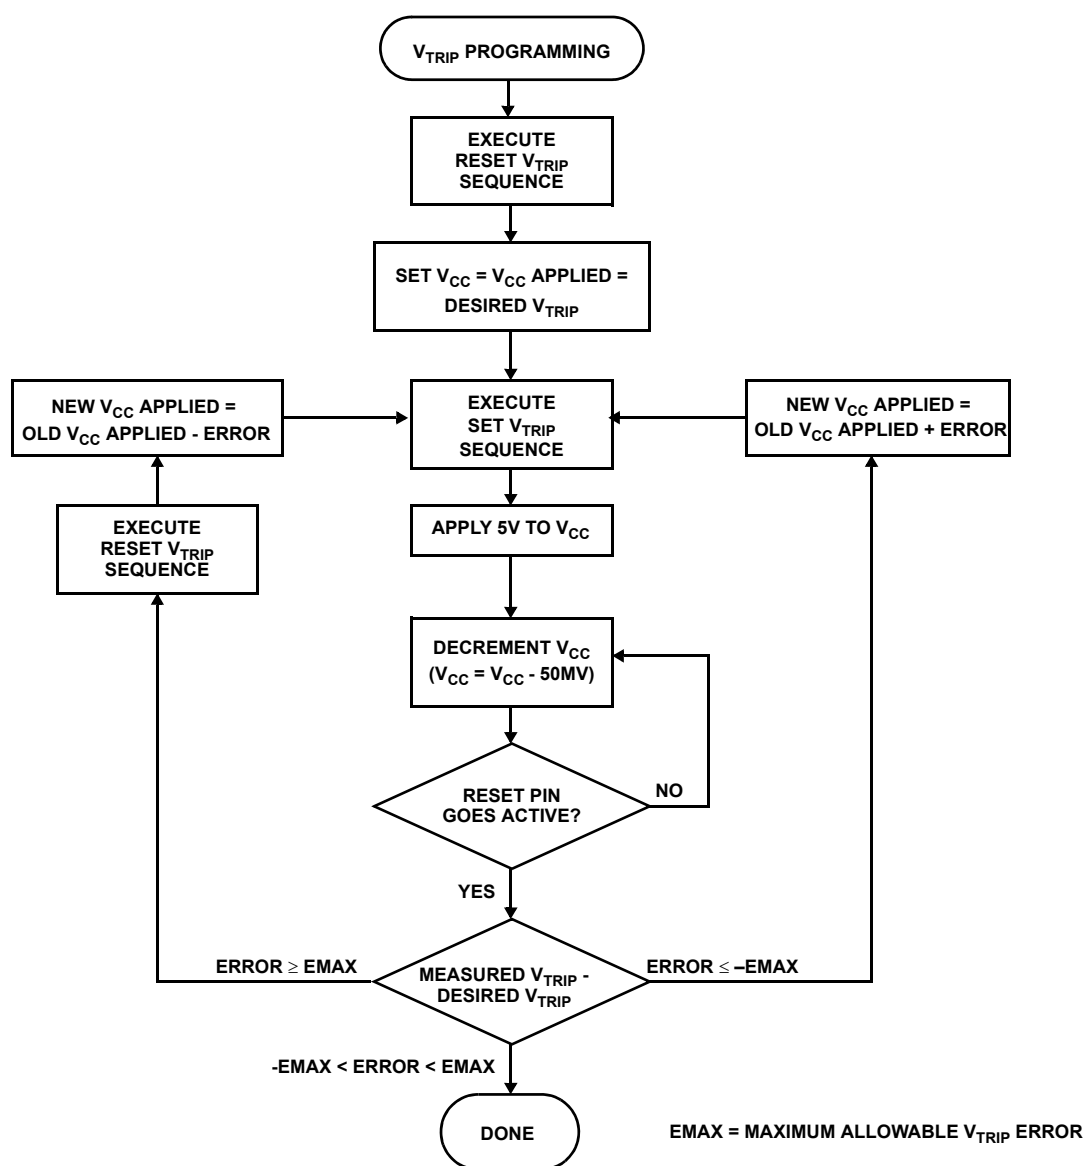 VTRIP PROGRAMMING
EXECUTE
RESET VTRIP
SEQUENCE
SET VCC = VCC APPLIED =
DESIRED VTRIP
NEW VCC APPLIED =
OLD VCC APPLIED - ERROR
EXECUTE
SET VTRIP
SEQUENCE
NEW VCC APPLIED =
OLD VCC APPLIED + ERROR
EXECUTE
RESET VTRIP
SEQUENCE
APPLY 5V TO VCC
DECREMENT VCC
(VCC = VCC - 50MV)
RESET PIN
GOES ACTIVE?
NO
YES
ERROR ≥ EMAX
MEASURED VTRIP -
DESIRED VTRIP
ERROR ≤ –EMAX
-EMAX < ERROR < EMAX
DONE
EMAX = MAXIMUM ALLOWABLE VTRIP ERROR